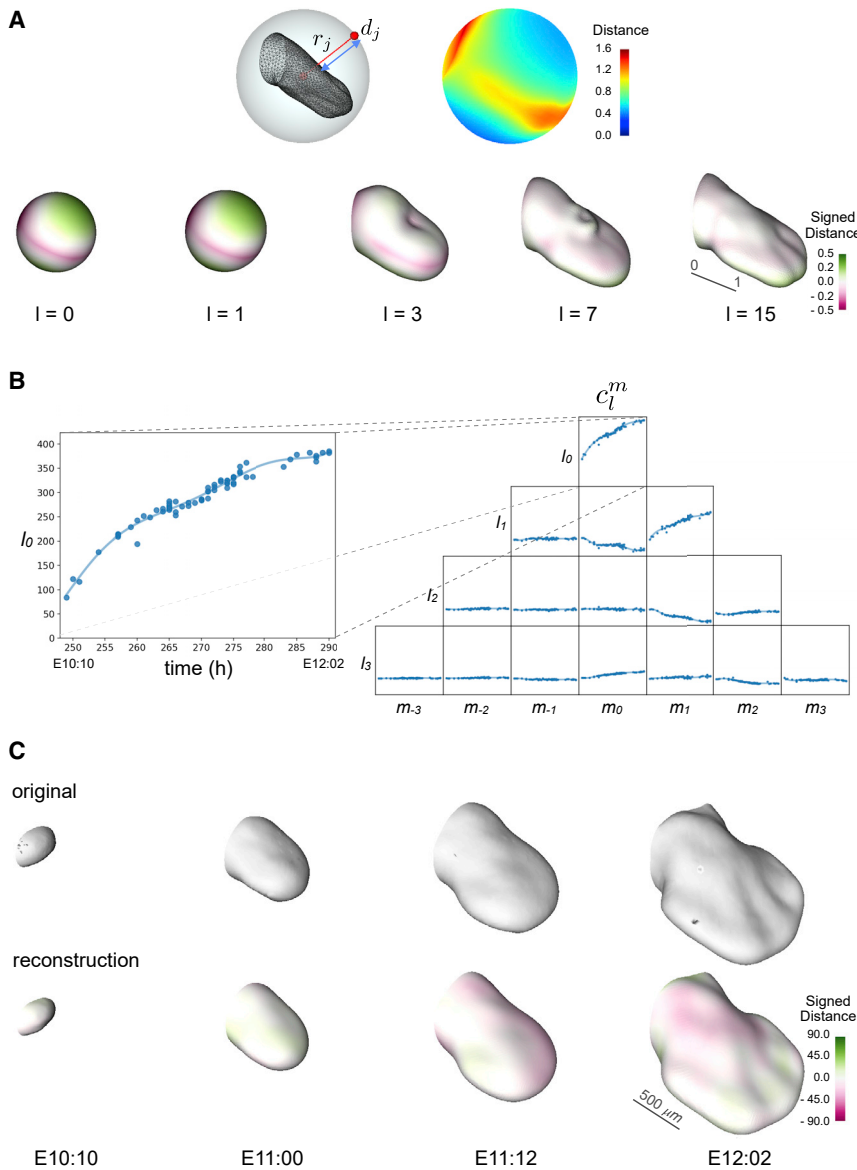 A
r_j
d_j
Distance
1.6
1.2
0.8
0.4
0.0
Signed
Distance
0.5
0.2
0.0
- 0.2
- 0.5
0
1
l = 0
l = 1
l = 3
l = 7
l = 15
B
c_l^m
400
350
300
250
200
150
100
50
0
l_0
250
255
260
265
270
275
280
285
290
E10:10
E12:02
time (h)
l_0
l_1
l_2
l_3
m_-3
m_-2
m_-1
m_0
m_1
m_2
m_3
C
original
reconstruction
Signed
Distance
90.0
45.0
0.0
- 45.0
- 90.0
500 μm
E10:10
E11:00
E11:12
E12:02